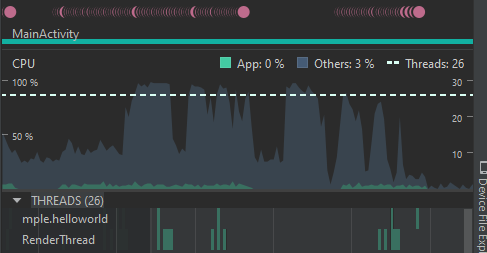 MainActivity
CPU App: 0 % Others: 3 % Threads: 26
100 % 30
50 % 20
10
THREADS (26)
mple.helloworld
RenderThread
Device File Exp